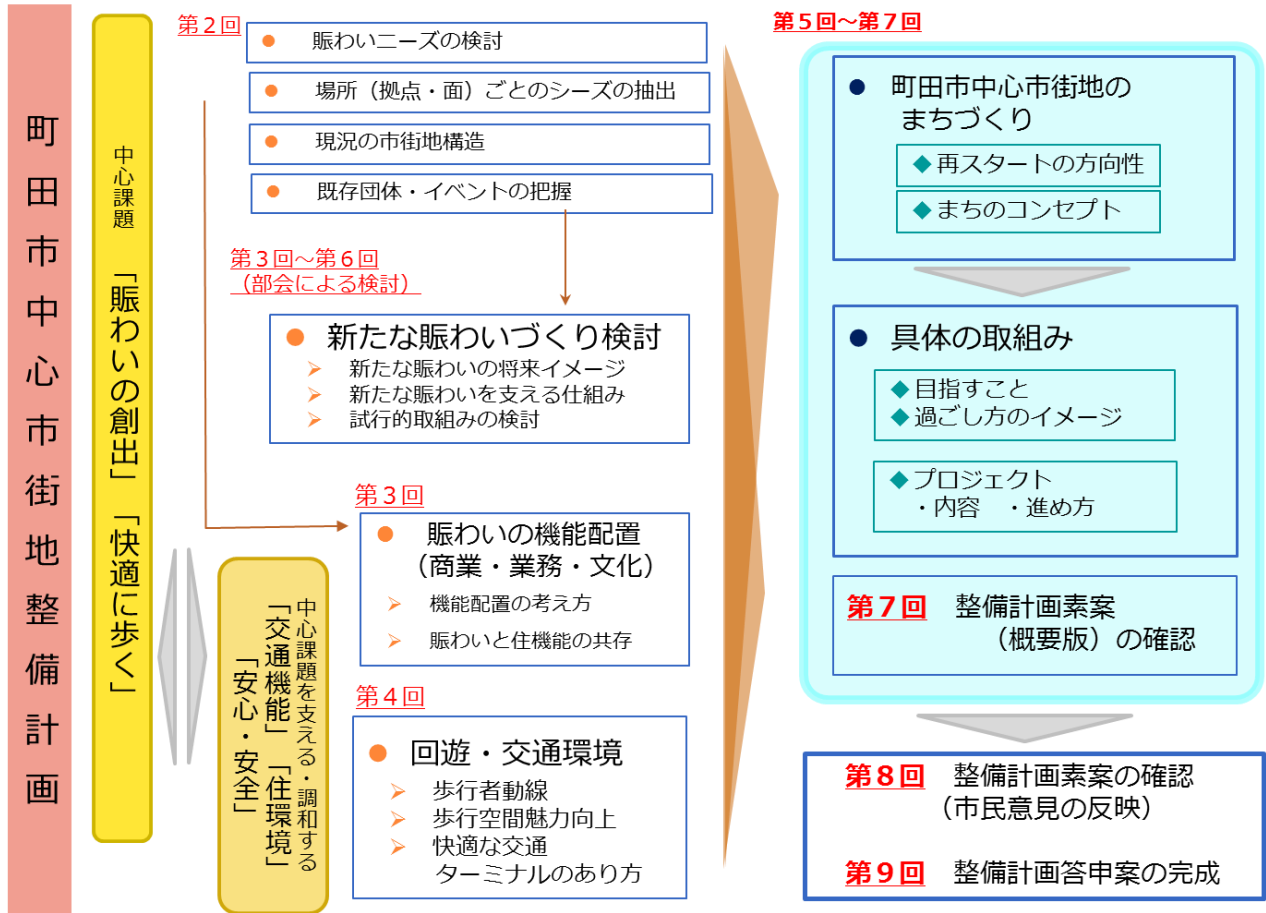 町田市中心市街地整備計画
中心課題 「賑わいの創出」「快適に歩く」
中心課題を支える・調和する
「交通機能」「住環境」
「安心・安全」
第２回
● 賑わいニーズの検討
● 場所（拠点・面）ごとのシーズの抽出
● 現況の市街地構造
● 既存団体・イベントの把握
第３回～第６回
（部会による検討）
● 新たな賑わいづくり検討
➢ 新たな賑わいの将来イメージ
➢ 新たな賑わいを支える仕組み
➢ 試行的取組みの検討
第３回
● 賑わいの機能配置
（商業・業務・文化）
➢ 機能配置の考え方
➢ 賑わいと住機能の共存
第４回
● 回遊・交通環境
➢ 歩行者動線
➢ 歩行空間魅力向上
➢ 快適な交通
ターミナルのあり方
第５回～第７回
● 町田市中心市街地の
まちづくり
◆再スタートの方向性
◆まちのコンセプト
● 具体の取組み
◆目指すこと
◆過ごし方のイメージ
◆プロジェクト
・内容 ・進め方
第７回 整備計画素案
（概要版）の確認
第８回 整備計画素案の確認
（市民意見の反映）
第９回 整備計画答申案の完成